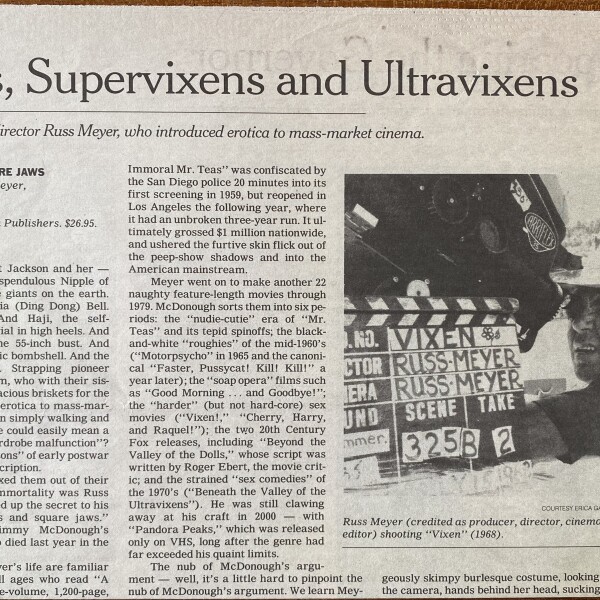 s, Supervixens and Ultravixens
director Russ Meyer, who introduced erotica to mass-market cinema.
RE JAWS
eyer,
Publishers. $26.95.
t Jackson and her —
spendulous Nipple of
e giants on the earth.
ia (Ding Dong) Bell.
And Haji, the self-
ial in high heels. And
he 55-inch bust. And
ic bombshell. And the
. Strapping pioneer
m, who with their sis-
acious briskets for the
erotica to mass-mar-
n simply walking and
e could easily mean a
rdrobe malfunction"?
ons" of early postwar
cription.
xed them out of their
mmortality was Russ
d up the secret to his
s and square jaws."
immy McDonough's
o died last year in the
er's life are familiar
ll ages who read "A
e-volume, 1,200-page,
Immoral Mr. Teas" was confiscated by
the San Diego police 20 minutes into its
first screening in 1959, but reopened in
Los Angeles the following year, where
it had an unbroken three-year run. It ul-
timately grossed $1 million nationwide,
and ushered the furtive skin flick out of
the peep-show shadows and into the
American mainstream.
Meyer went on to make another 22
naughty feature-length movies through
1979. McDonough sorts them into six pe-
riods: the "nudie-cutie" era of "Mr.
Teas" and its tepid spinoffs; the black-
and-white "roughies" of the mid-1960's
("Motorpsycho" in 1965 and the canoni-
cal "Faster, Pussycat! Kill! Kill!" a
year later); the "soap opera" films such
as "Good Morning . . . and Goodbye!";
the "harder" (but not hard-core) sex
movies ("Vixen!," "Cherry, Harry,
and Raquel!"); the two 20th Century
Fox releases, including "Beyond the
Valley of the Dolls," whose script was
written by Roger Ebert, the movie crit-
ic; and the strained "sex comedies" of
the 1970's ("Beneath the Valley of the
Ultravixens"). He was still clawing
away at his craft in 2000 — with
"Pandora Peaks," which was released
only on VHS, long after the genre had
far exceeded his quaint limits.
The nub of McDonough's argu-
ment — well, it's a little hard to pinpoint the
nub of McDonough's argument. We learn Mey-
ARRIFLEX
.NO. VIXEN
CTOR RUSS-MEYER
ERA RUSS-MEYER
UND SCENE TAKE
mmer. 325B 2
COURTESY ERICA GA
Russ Meyer (credited as producer, director, cinema
editor) shooting "Vixen" (1968).
geously skimpy burlesque costume, looking
the camera, hands behind her head, sucking